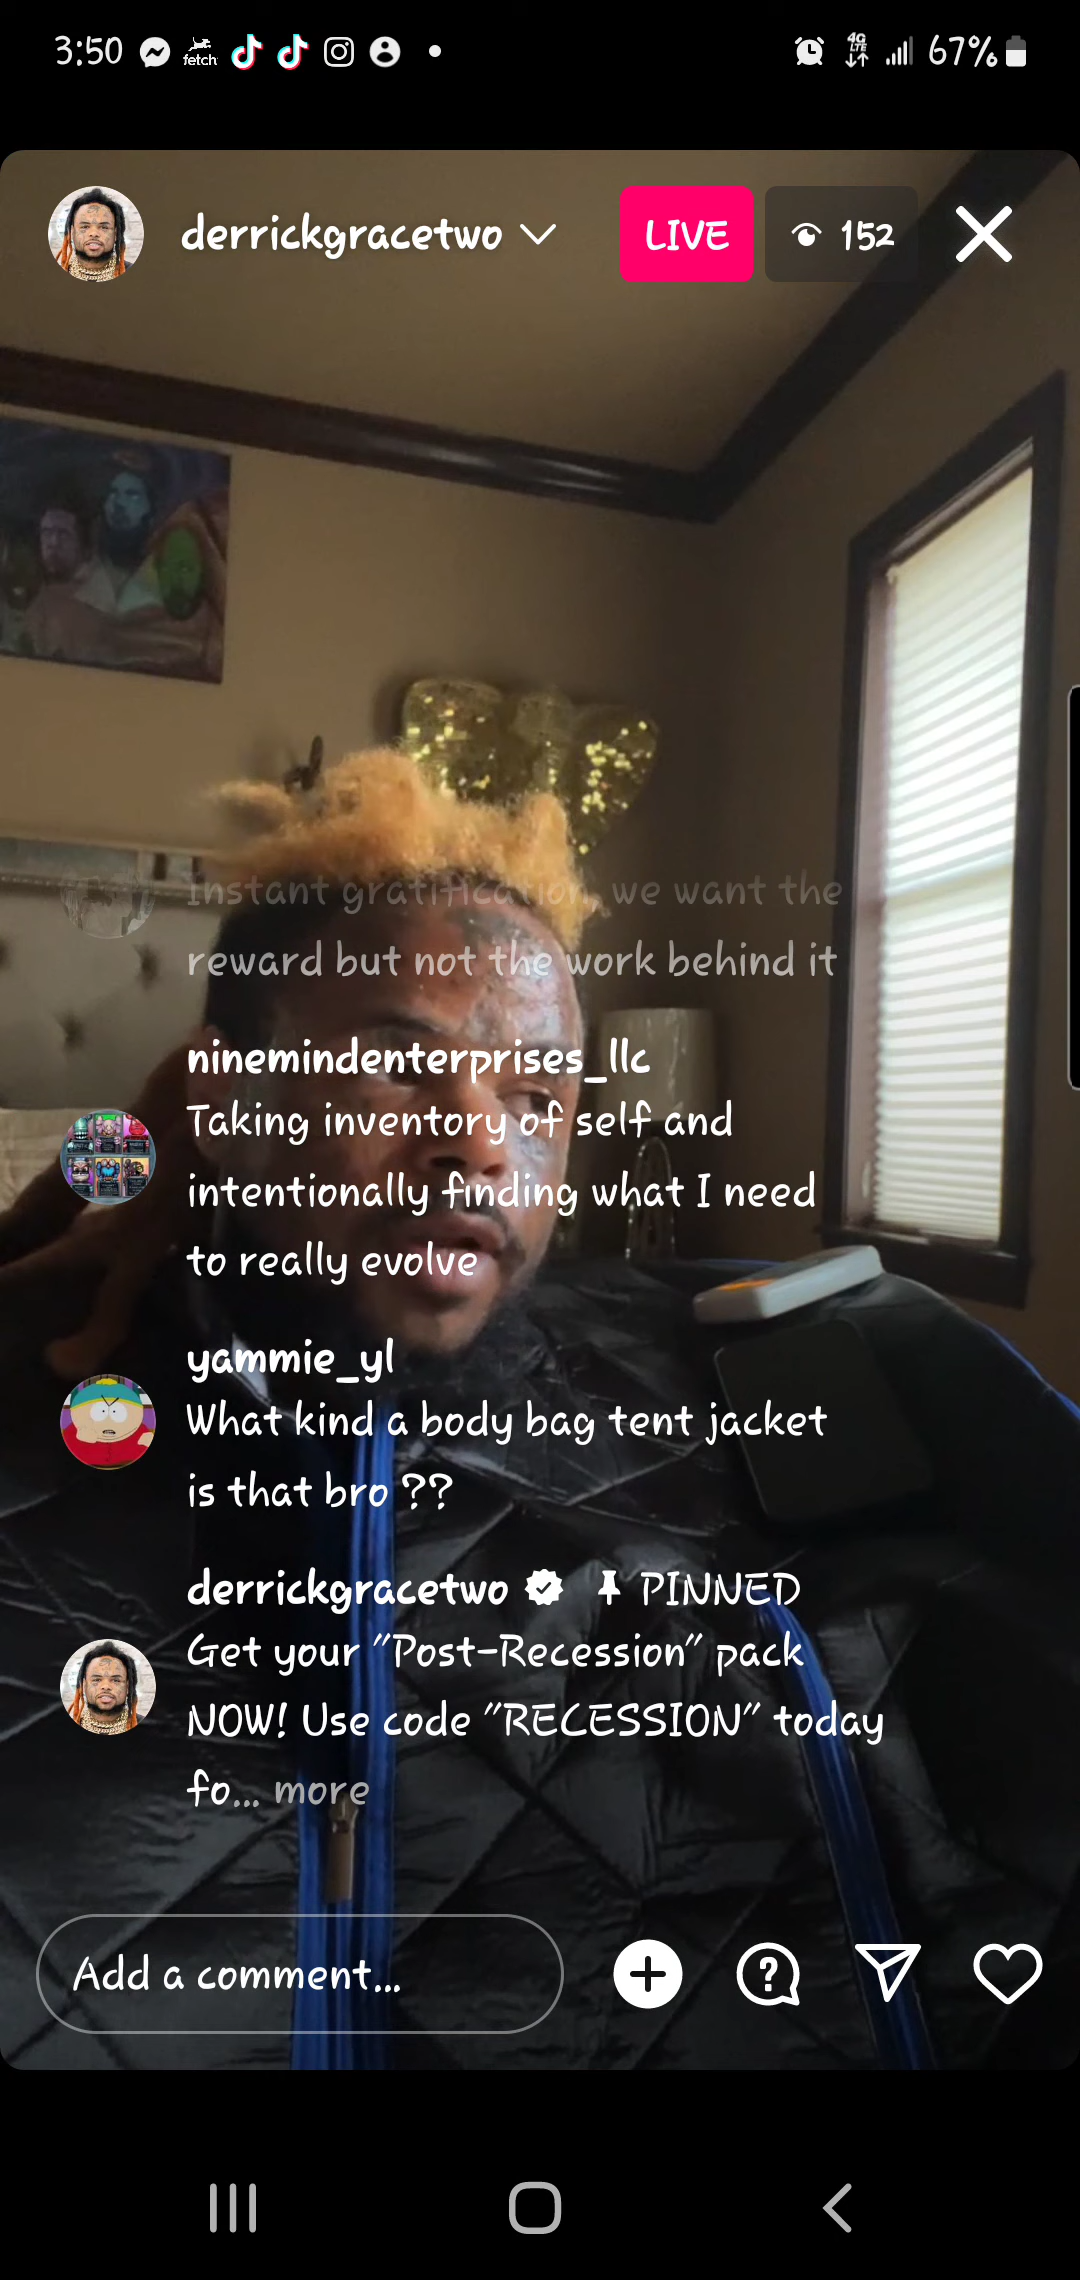 3:50
fetch
4G
LTE
67%
derrickgracetwo
LIVE
152
Instant gratification, we want the
reward but not the work behind it
ninemindenterprises_llc
Taking inventory of self and
intentionally finding what I need
to really evolve
yammie_yl
What kind a body bag tent jacket
is that bro ??
derrickgracetwo PINNED
Get your "Post-Recession" pack
NOW! Use code "RECESSION" today
fo... more
Add a comment...